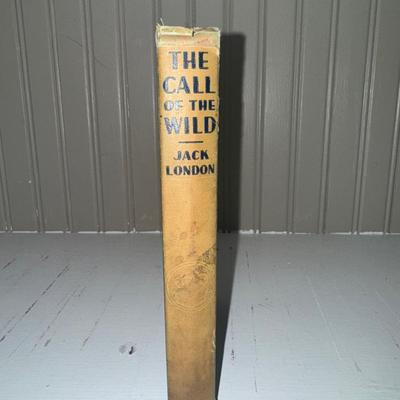 THE
CALL
OF THE
WILD
JACK
LONDON